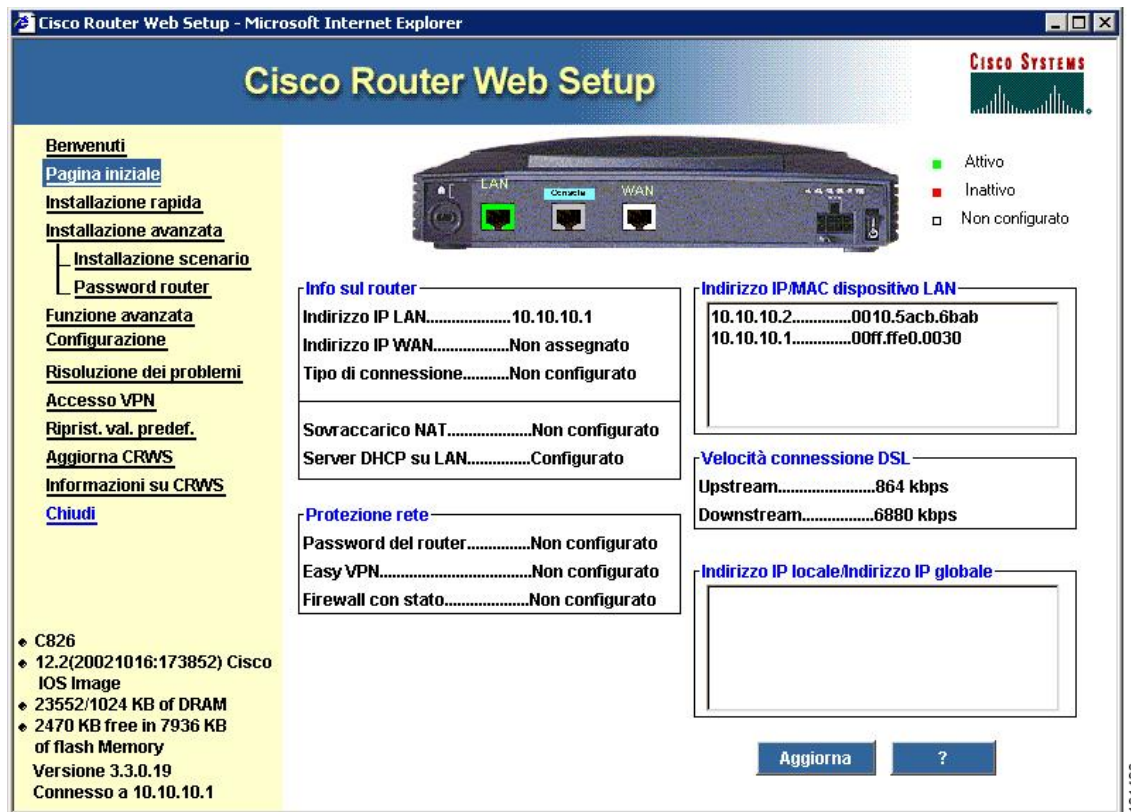 Cisco Router Web Setup - Microsoft Internet Explorer
Cisco Router Web Setup
CISCO SYSTEMS
Benvenuti
Pagina iniziale
Installazione rapida
Installazione avanzata
Installazione scenario
Password router
Funzione avanzata
Configurazione
Risoluzione dei problemi
Accesso VPN
Riprist. val. predef.
Aggiorna CRWS
Informazioni su CRWS
Chiudi
C826
12.2(20021016:173852) Cisco
IOS Image
23552/1024 KB of DRAM
2470 KB free in 7936 KB
of flash Memory
Versione 3.3.0.19
Connesso a 10.10.10.1
LAN
Console
WAN
Attivo
Inattivo
Non configurato
Info sul router
Indirizzo IP LAN...................10.10.10.1
Indirizzo IP WAN.................Non assegnato
Tipo di connessione...........Non configurato
Sovraccarico NAT.....................Non configurato
Server DHCP su LAN...............Configurato
Protezione rete
Password del router...............Non configurato
Easy VPN....................................Non configurato
Firewall con stato.....................Non configurato
Indirizzo IP/MAC dispositivo LAN
10.10.10.2.............0010.5acb.6bab
10.10.10.1.............00ff.ffe0.0030
Velocità connessione DSL
Upstream........................864 kbps
Downstream.................6880 kbps
Indirizzo IP locale/Indirizzo IP globale
Aggiorna
?